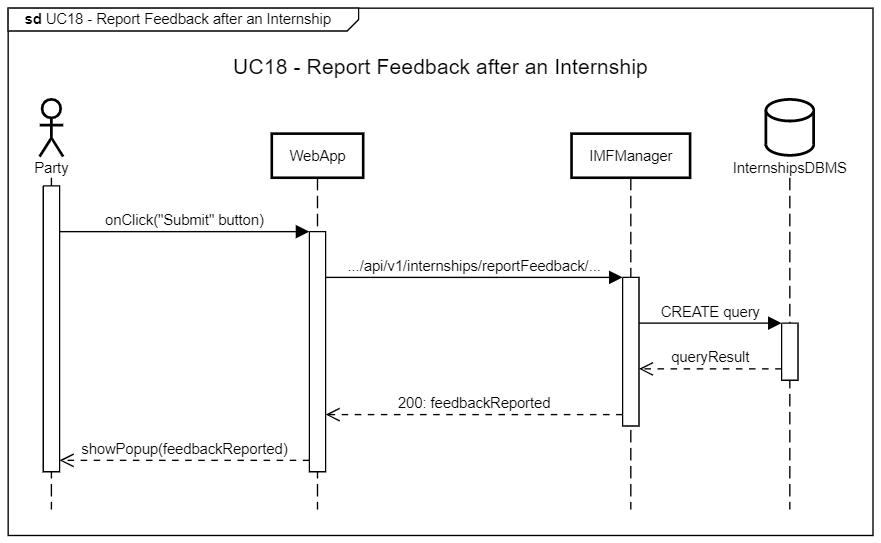 sd UC18 - Report Feedback after an Internship
UC18 - Report Feedback after an Internship
Party
WebApp
IMFManager
InternshipsDBMS
onClick("Submit" button)
.../api/v1/internships/reportFeedback/...
CREATE query
queryResult
200: feedbackReported
showPopup(feedbackReported)